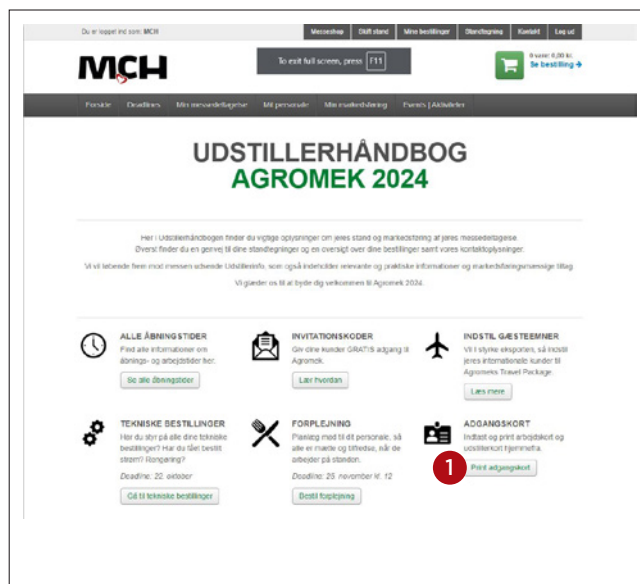 Du er logget ind som: MCH
Messeshop Skift stand Mine bestillinger Standtegning Kontakt Log ud
MCH
To exit full screen, press F11
0 varer 0,00 kr.
Se bestilling →
Forside Deadlines Min messedeltagelse Mit personale Min markedsføring Events | Aktiviteter
UDSTILLERHÅNDBOG
AGROMEK 2024
Her i Udstillerhåndbogen finder du vigtige oplysninger om jeres stand og markedsføring af jeres messedeltagelse.
Øverst finder du en genvej til dine standtegninger og en oversigt over dine bestillinger samt vores kontaktoplysninger.
Vi vil løbende frem mod messen udsende Udstillerinfo, som også indeholder relevante og praktiske informationer og markedsføringsmæssige tiltag.
Vi glæder os til at byde dig velkommen til Agromek 2024.
ALLE ÅBNINGSTIDER
Find alle informationer om
åbnings- og arbejdstider her.
Se alle åbningstider
INVITATIONSKODER
Giv dine kunder GRATIS adgang til
Agromek.
Lær hvordan
INDSTIL GÆSTEEMNER
Vil I styrke eksporten, så indstil
jeres internationale kunder til
Agromeks Travel Package.
Læs mere
TEKNISKE BESTILLINGER
Har du styr på alle dine tekniske
bestillinger? Har du fået bestilt
strøm? Rengøring?
Deadline: 22. oktober
Gå til tekniske bestillinger
FORPLEJNING
Planlæg mad til dit personale, så
alle er mætte og tilfredse, når de
arbejder på standen.
Deadline: 25. november kl. 12
Bestil forplejning
ADGANGSKORT
Indtast og print arbejdskort og
udstillerkort hjemmefra.
1
Print adgangskort